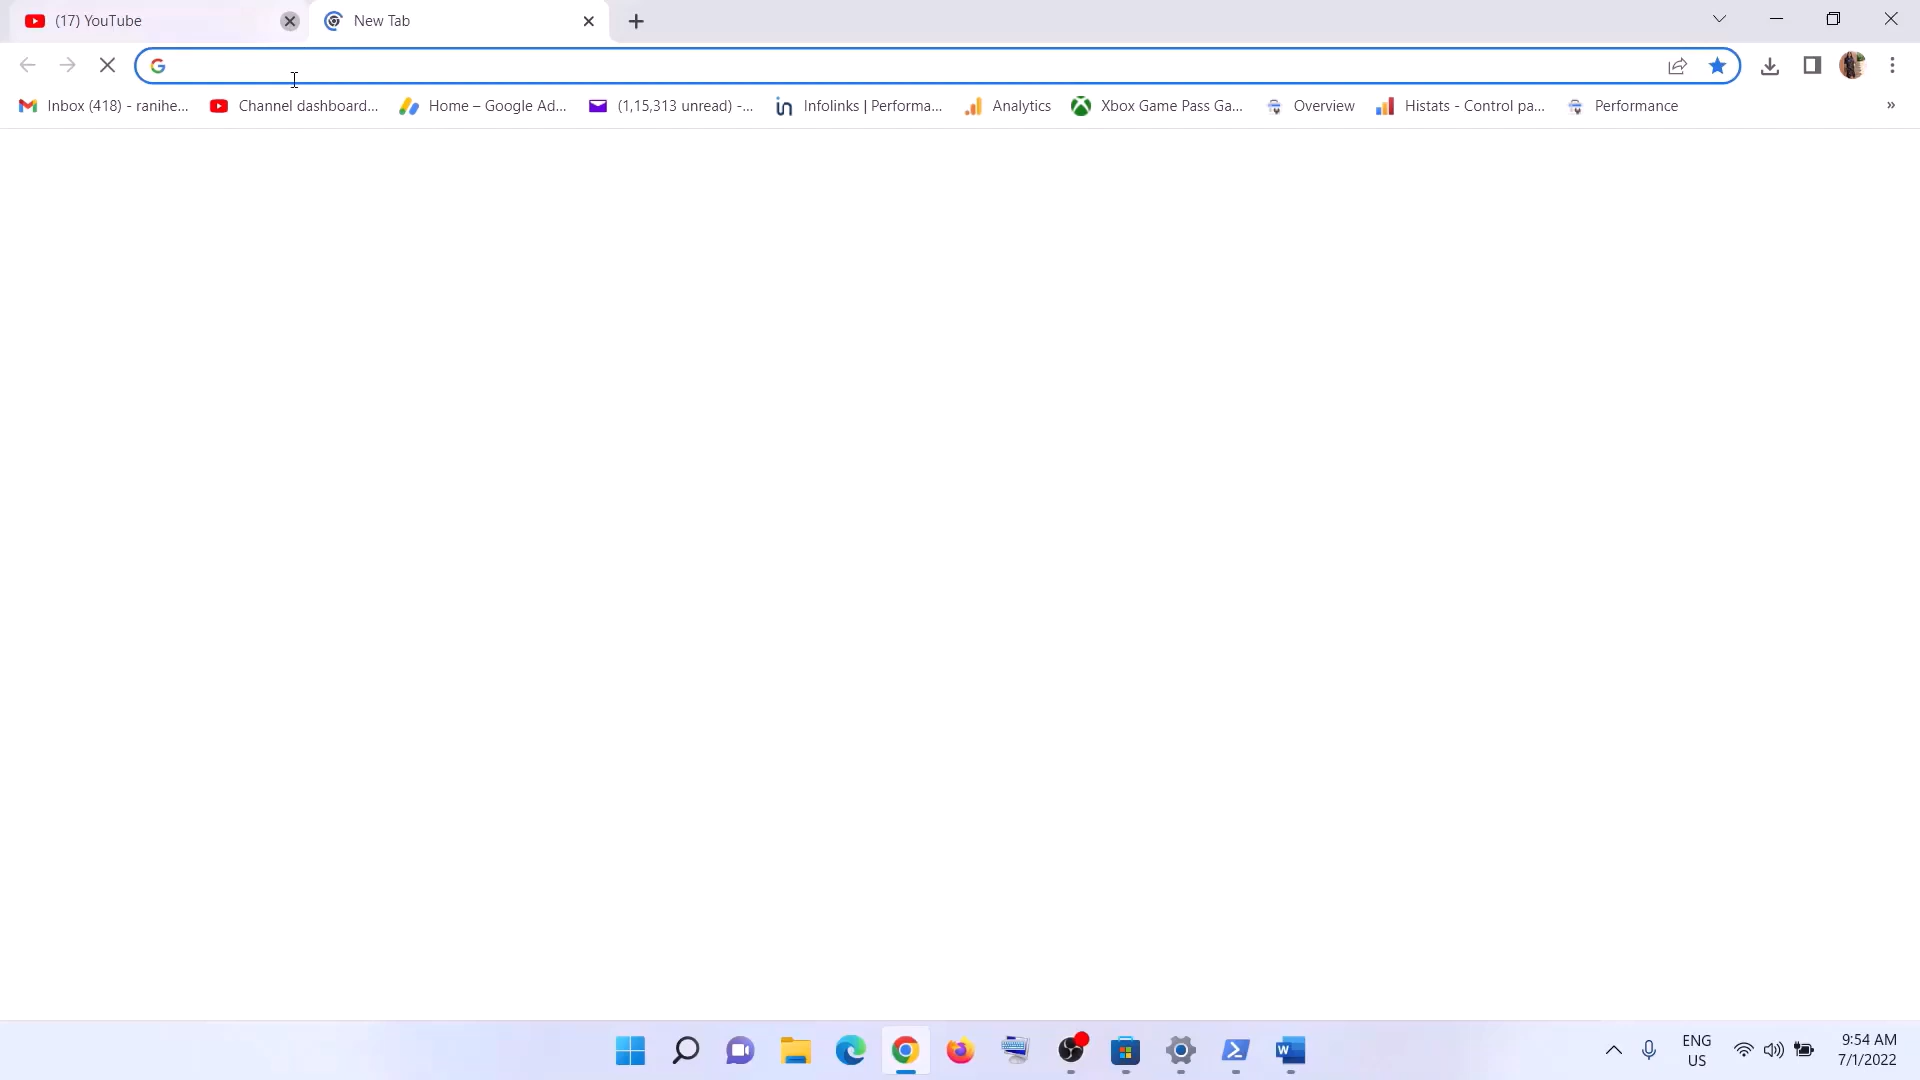 (17) YouTube
New Tab
Inbox (418) - ranihe...
Channel dashboard...
Home – Google Ad...
(1,15,313 unread) -...
Infolinks | Performa...
Analytics
Xbox Game Pass Ga...
Overview
Histats - Control pa...
Performance
»
ENG
US
9:54 AM
7/1/2022